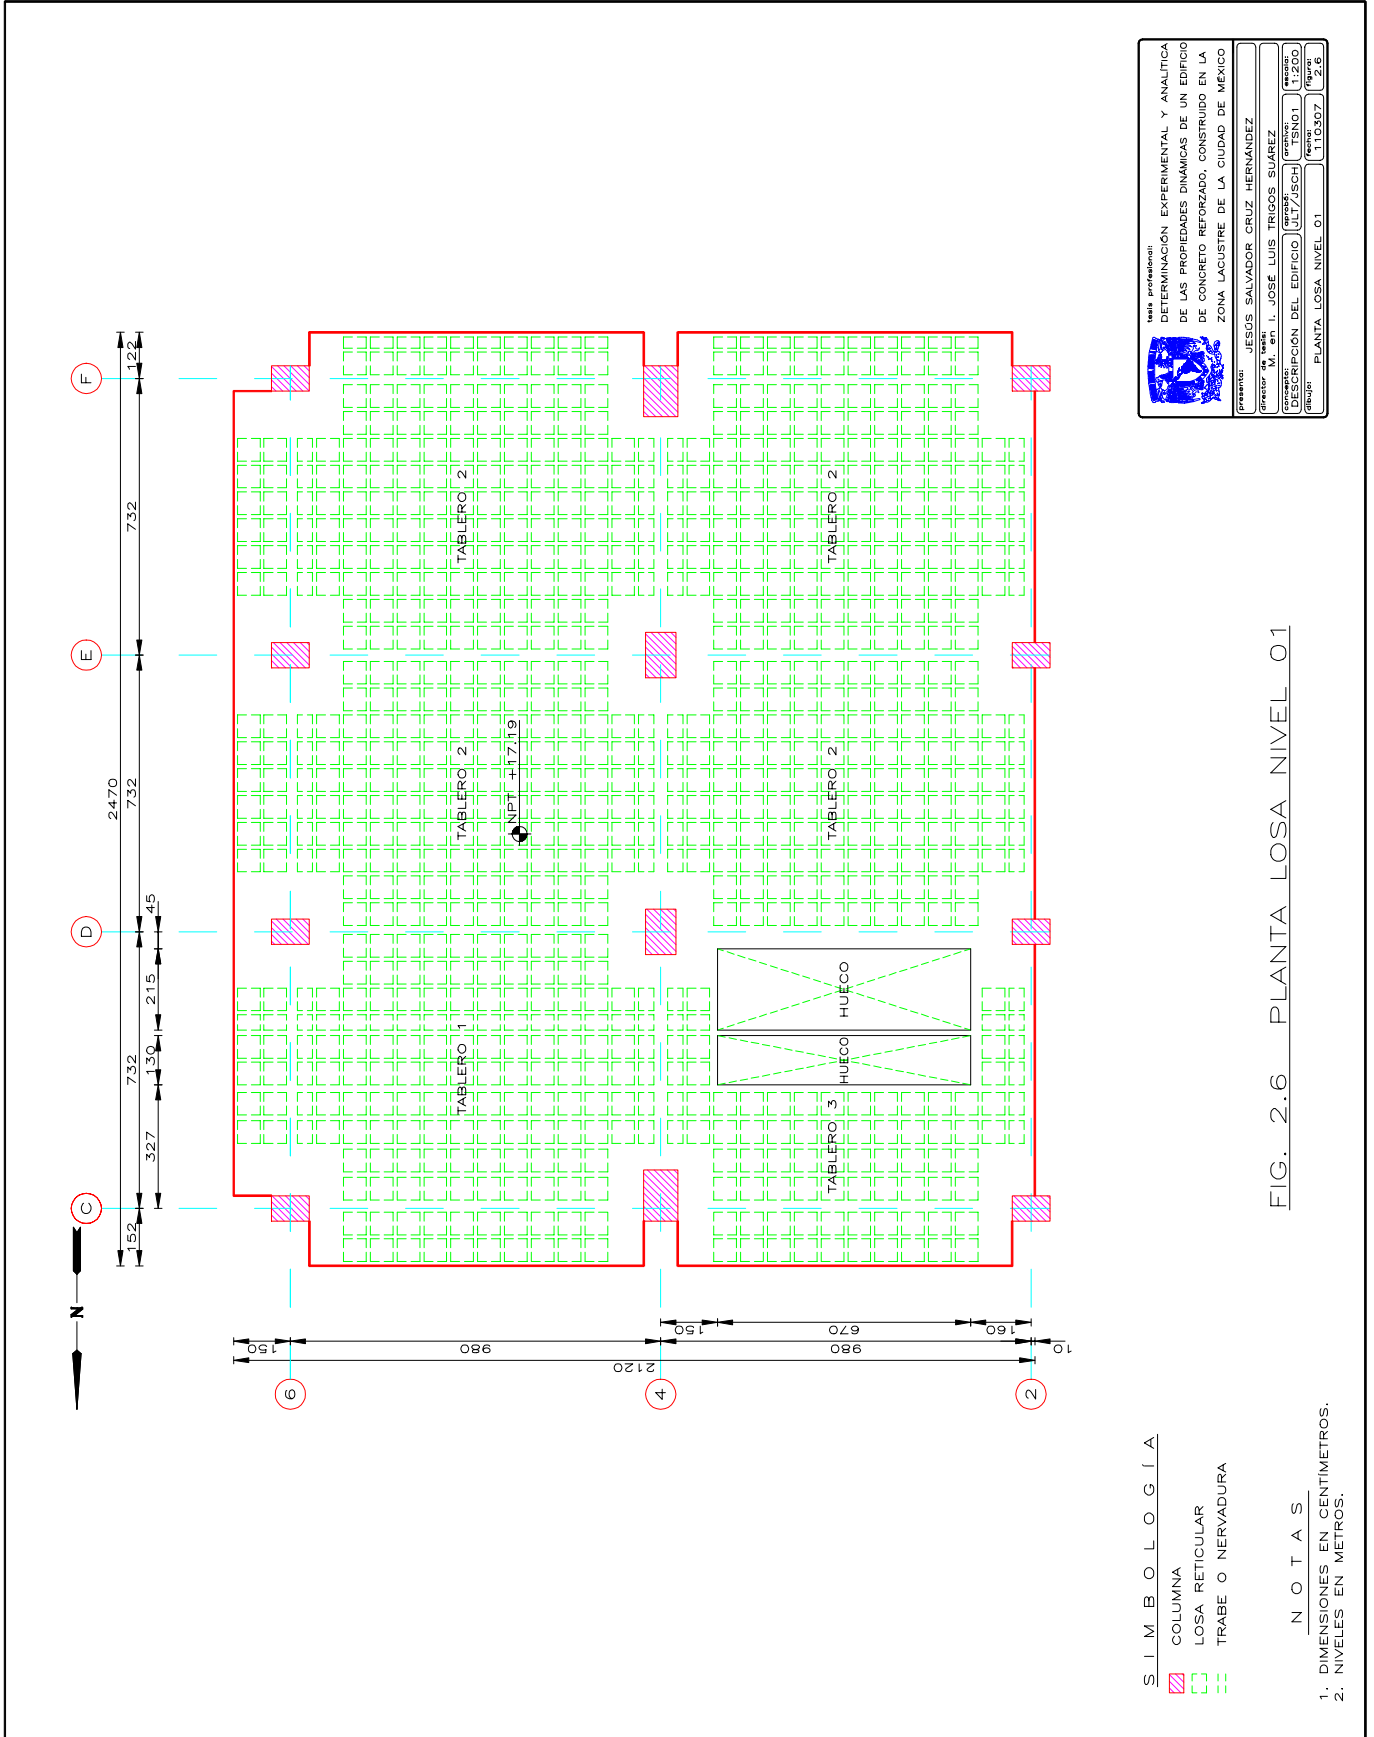 tesis profesional:
DETERMINACIÓN EXPERIMENTAL Y ANALÍTICA
DE LAS PROPIEDADES DINÁMICAS DE UN EDIFICIO
DE CONCRETO REFORZADO, CONSTRUIDO EN LA
ZONA LACUSTRE DE LA CIUDAD DE MÉXICO
presenta:
JESÚS SALVADOR CRUZ HERNÁNDEZ
director de tesis:
M. en I. JOSÉ LUIS TRIGOS SUÁREZ
concepto:
DESCRIPCIÓN DEL EDIFICIO
aprobó:
JLT/JSCH
archivo:
TSN01
escala:
1:200
dibujo:
PLANTA LOSA NIVEL 01
fecha:
110307
figura:
2.6
C
D
E
F
2470
152
732
732
732
122
327
130
215
45
N
6
4
2
150
980
980
10
2120
150
670
160
TABLERO 1
TABLERO 2
TABLERO 2
NPT +17.19
TABLERO 3
HUECO
HUECO
TABLERO 2
TABLERO 2
FIG. 2.6 PLANTA LOSA NIVEL 01
SIMBOLOGÍA
COLUMNA
LOSA RETICULAR
TRABE O NERVADURA
NOTAS
1. DIMENSIONES EN CENTÍMETROS.
2. NIVELES EN METROS.